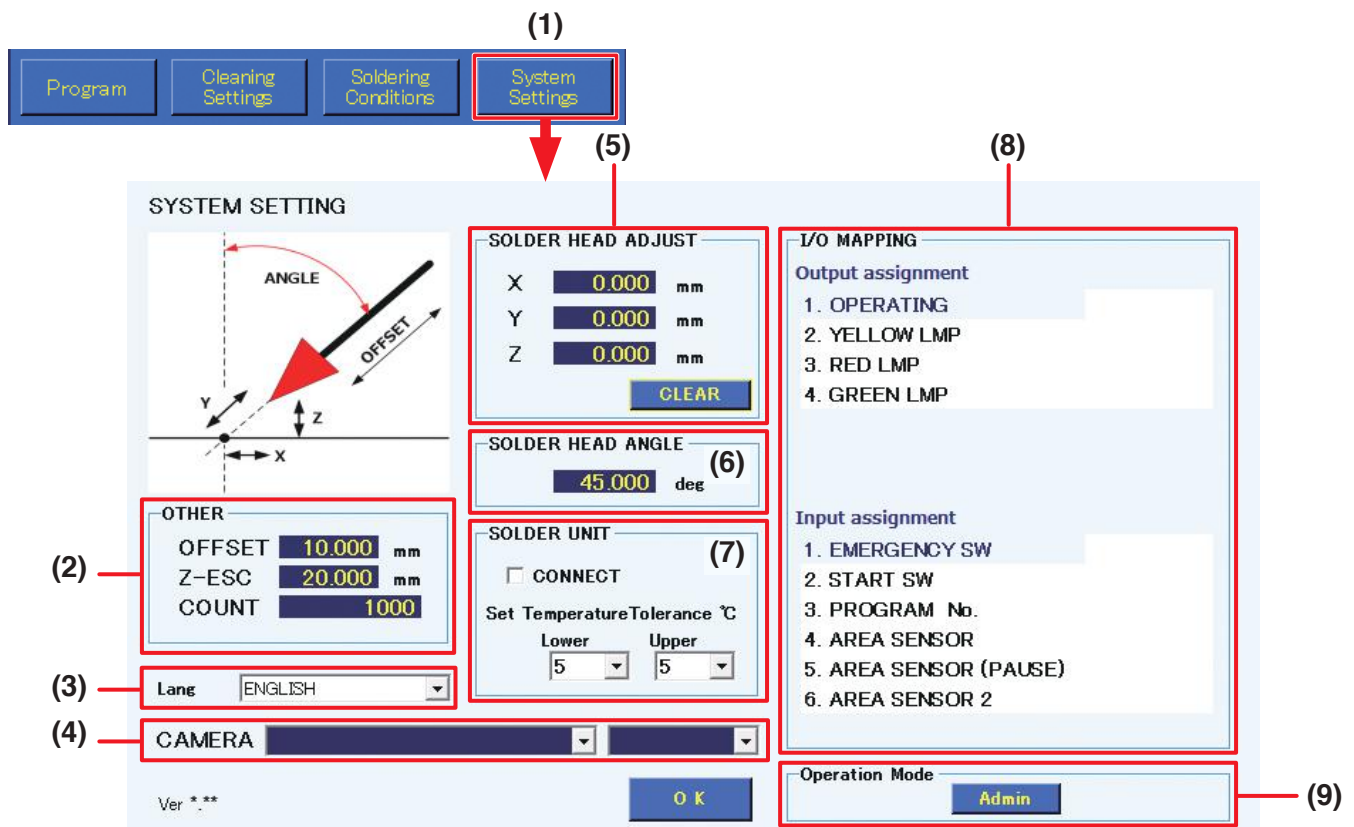 (1)
Program
Cleaning
Settings
Soldering
Conditions
System
Settings
(5)
(8)
SYSTEM SETTING
ANGLE
OFFSET
Y
Z
X
SOLDER HEAD ADJUST
X 0.000 mm
Y 0.000 mm
Z 0.000 mm
CLEAR
SOLDER HEAD ANGLE
(6)
45.000 deg
(2)
OTHER
OFFSET 10.000 mm
Z-ESC 20.000 mm
COUNT 1000
SOLDER UNIT
(7)
CONNECT
Set TemperatureTolerance ℃
Lower Upper
5 5
(3)
Lang ENGLISH
(4)
CAMERA
I/O MAPPING
Output assignment
1. OPERATING
2. YELLOW LMP
3. RED LMP
4. GREEN LMP
Input assignment
1. EMERGENCY SW
2. START SW
3. PROGRAM No.
4. AREA SENSOR
5. AREA SENSOR (PAUSE)
6. AREA SENSOR 2
Operation Mode
Admin
(9)
Ver *.**
O K